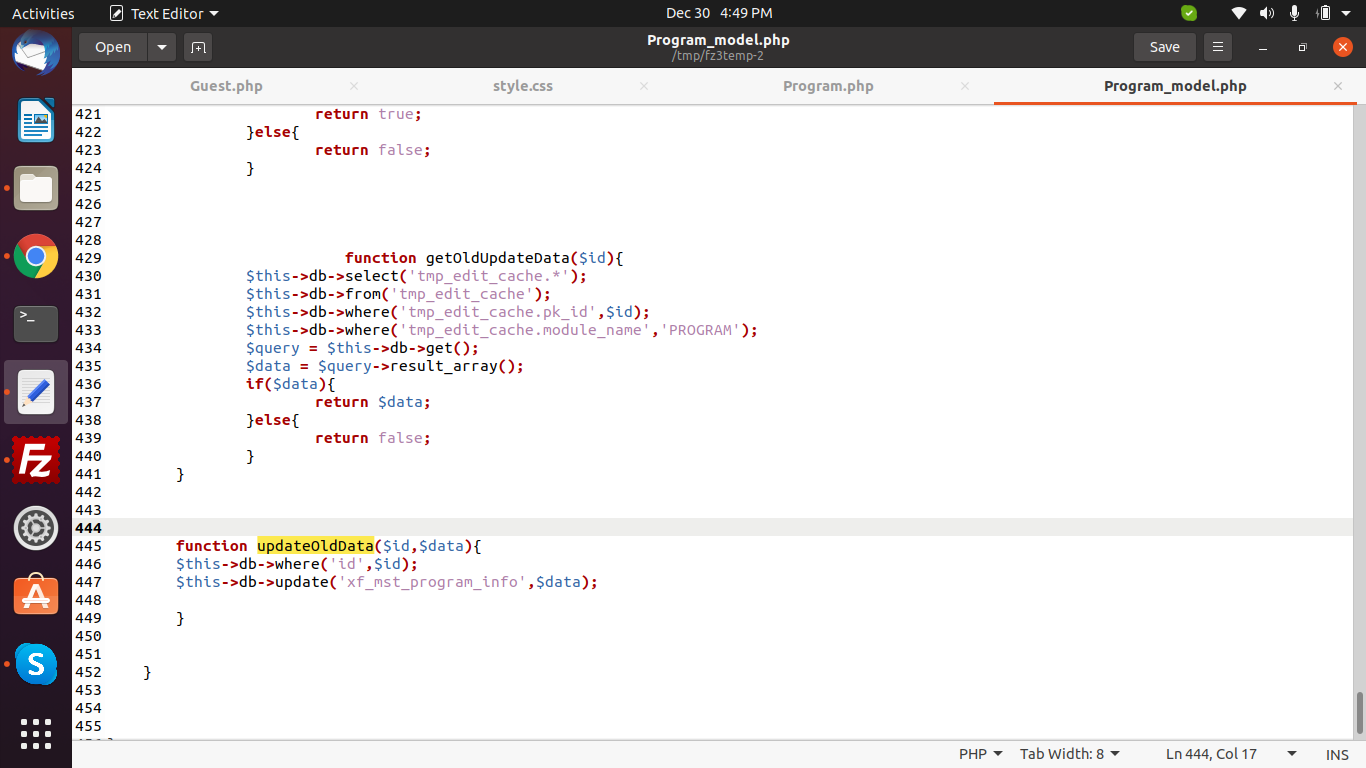 Activities Text Editor Dec 30 4:49 PM
Open Program_model.php Save
/tmp/fz3temp-2
Guest.php × style.css × Program.php × Program_model.php ×
421 return true;
422 }else{
423 return false;
424 }
425
426
427
428
429 function getOldUpdateData($id){
430 $this->db->select('tmp_edit_cache.*');
431 $this->db->from('tmp_edit_cache');
432 $this->db->where('tmp_edit_cache.pk_id',$id);
433 $this->db->where('tmp_edit_cache.module_name','PROGRAM');
434 $query = $this->db->get();
435 $data = $query->result_array();
436 if($data){
437 return $data;
438 }else{
439 return false;
440 }
441 }
442
443
444
445 function updateOldData($id,$data){
446 $this->db->where('id',$id);
447 $this->db->update('xf_mst_program_info',$data);
448
449 }
450
451
452 }
453
454
455
PHP Tab Width: 8 Ln 444, Col 17 INS
>_
Fz
A
S